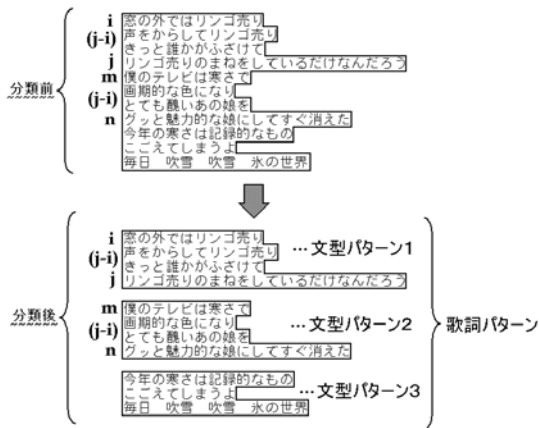 分類前
i 窓の外ではリンゴ売り
(j-i) 声をからしてリンゴ売り
きっと誰かがふざけて
j リンゴ売りのまねをしているだけなんだろう
m 僕のテレビは寒さで
(j-i) 画期的な色になり
とても醜いあの娘を
n グッと魅力的な娘にしてすぐ消えた
今年の寒さは記録的なもの
こごえてしまうよ
毎日 吹雪 吹雪 氷の世界
分類後
i 窓の外ではリンゴ売り
(j-i) 声をからしてリンゴ売り …文型パターン1
きっと誰かがふざけて
j リンゴ売りのまねをしているだけなんだろう
m 僕のテレビは寒さで
(j-i) 画期的な色になり …文型パターン2
とても醜いあの娘を
n グッと魅力的な娘にしてすぐ消えた
今年の寒さは記録的なもの
こごえてしまうよ …文型パターン3
毎日 吹雪 吹雪 氷の世界
歌詞パターン